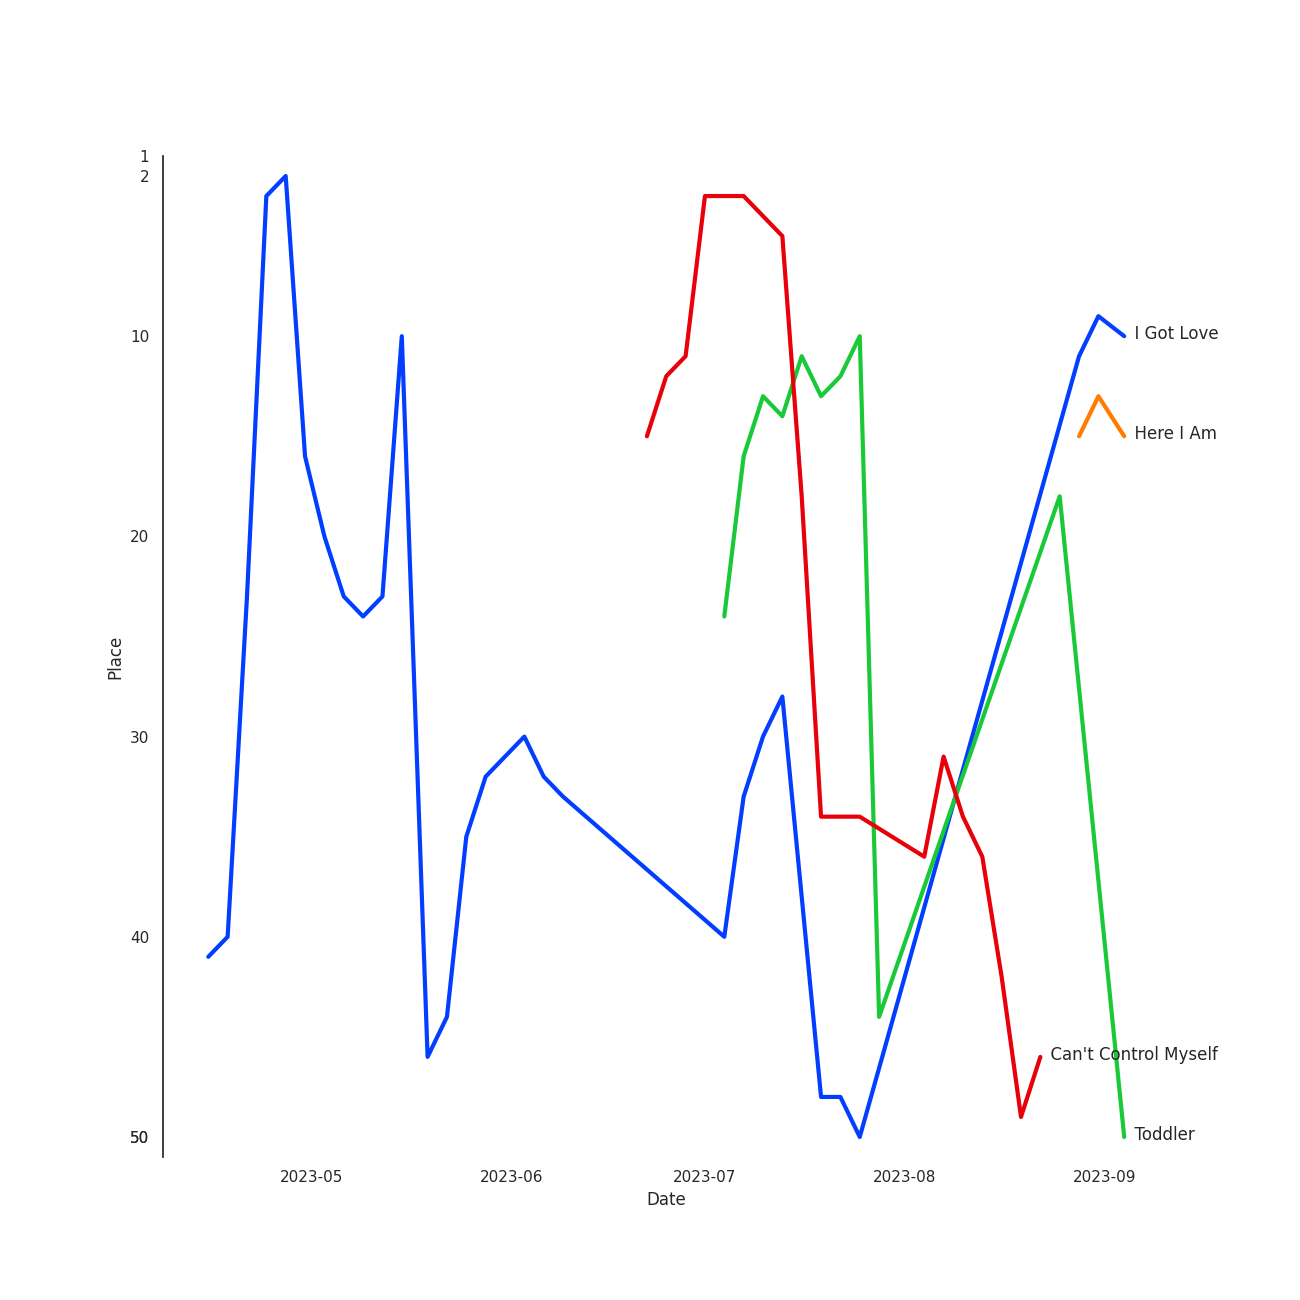 1
2
10
20
30
40
50
Place
I Got Love
Here I Am
Can't Control Myself
Toddler
2023-05 2023-06 2023-07 2023-08 2023-09
Date